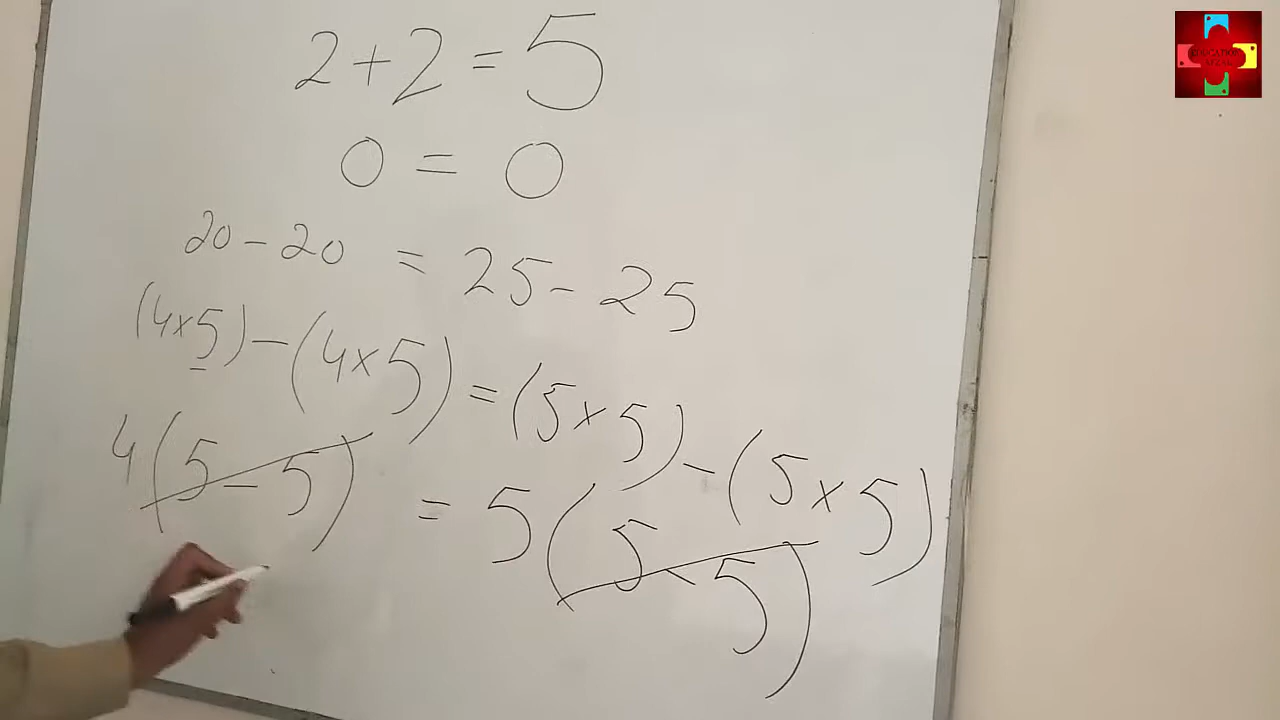 2+2=5
0 = 0
20 - 20 = 25 - 25
(4×5) - (4×5) = (5×5) - (5×5)
4(5-5) = 5(5-5)
EDUCATION